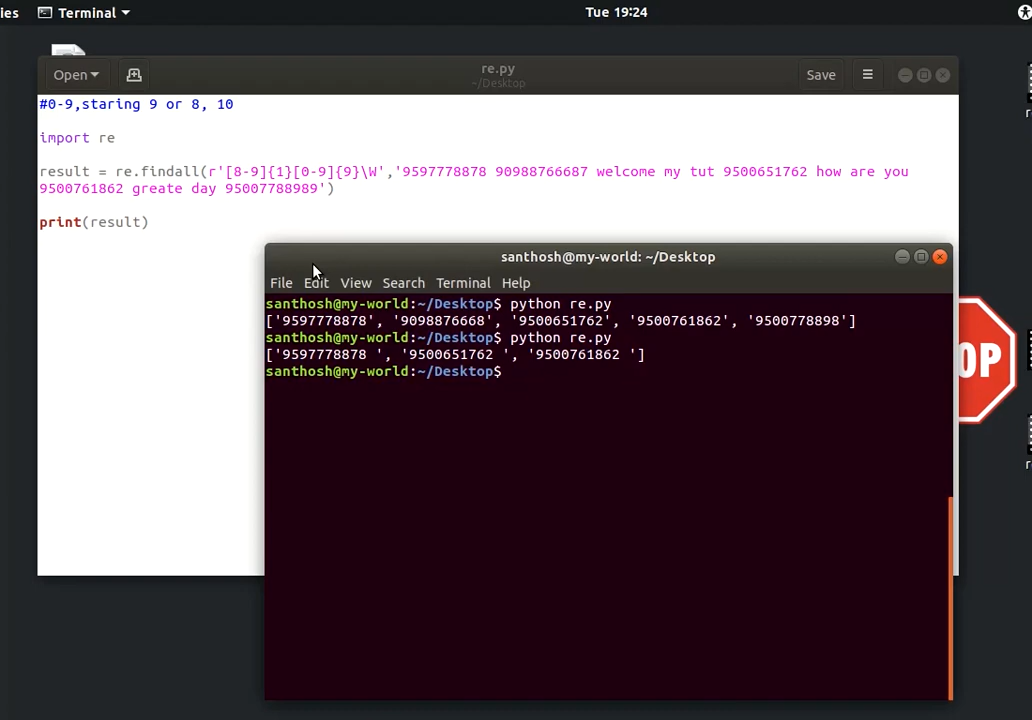 ies Terminal Tue 19:24
Open re.py Save
~/Desktop
#0-9,staring 9 or 8, 10
import re
result = re.findall(r'[8-9]{1}[0-9]{9}\W','9597778878 90988766687 welcome my tut 9500651762 how are you
9500761862 greate day 95007788989')
print(result)
santhosh@my-world: ~/Desktop
File Edit View Search Terminal Help
santhosh@my-world:~/Desktop$ python re.py
['9597778878', '9098876668', '9500651762', '9500761862', '9500778898']
santhosh@my-world:~/Desktop$ python re.py
['9597778878 ', '9500651762 ', '9500761862 ']
santhosh@my-world:~/Desktop$
OP
r
r